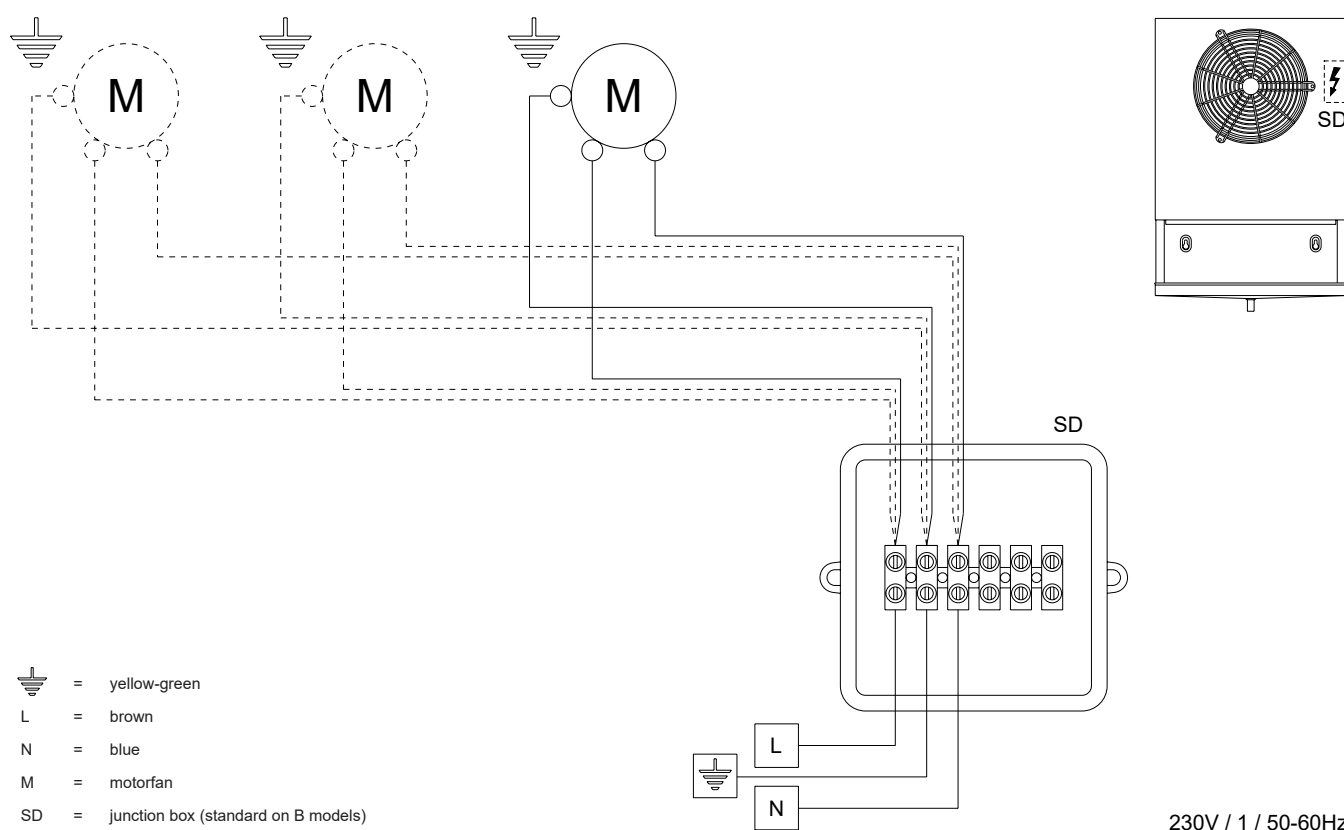 M M M
SD
SD
= yellow-green
L = brown
N = blue
M = motorfan
SD = junction box (standard on B models)
L
N
230V / 1 / 50-60Hz